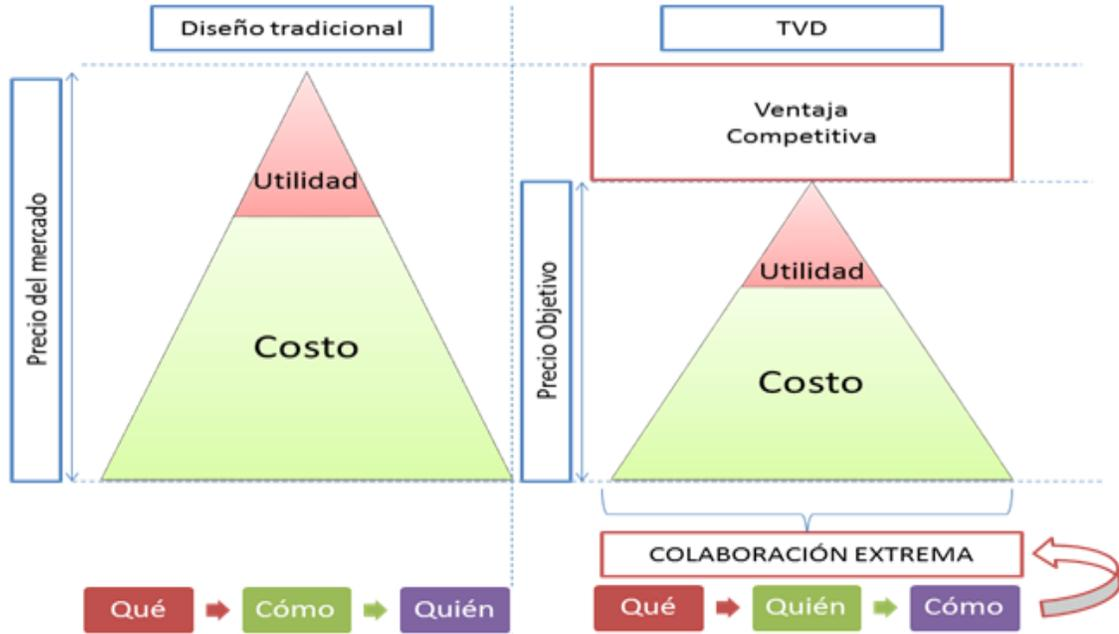 Diseño tradicional
TVD
Precio del mercado
Utilidad
Costo
Ventaja
Competitiva
Precio Objetivo
Utilidad
Costo
COLABORACIÓN EXTREMA
Qué
Cómo
Quién
Qué
Quién
Cómo